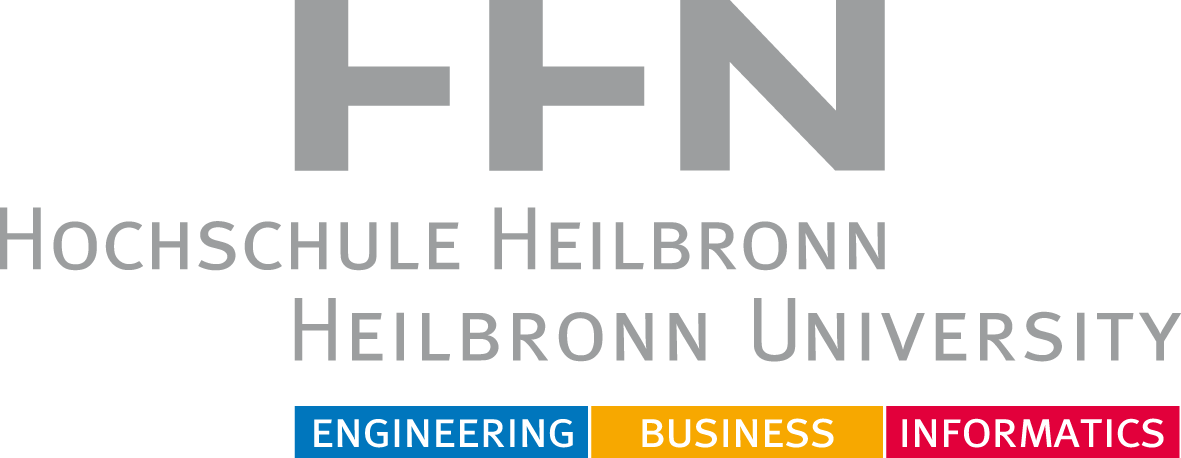 HHN
HOCHSCHULE HEILBRONN
HEILBRONN UNIVERSITY
ENGINEERING BUSINESS INFORMATICS